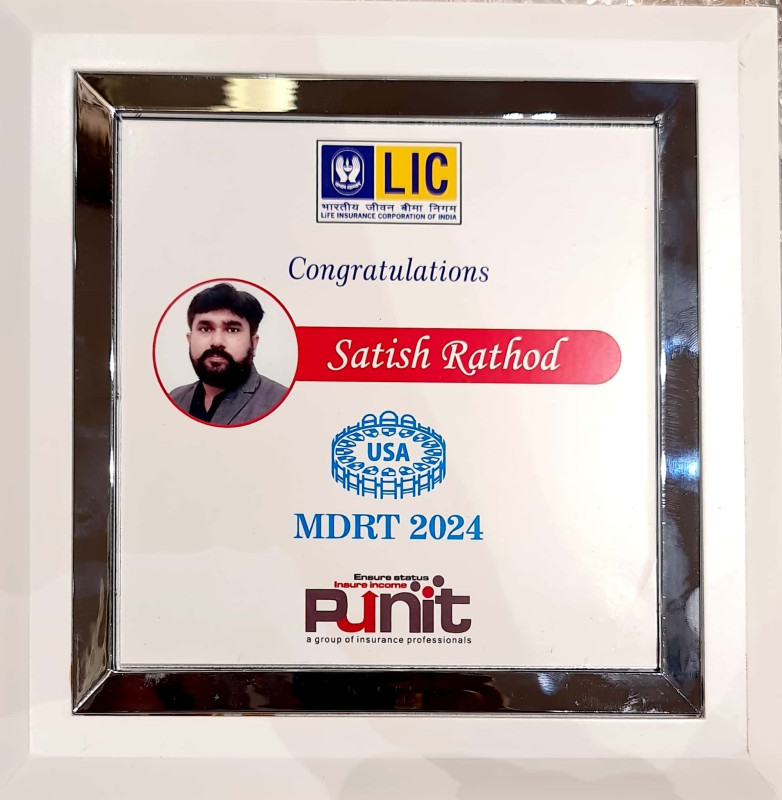 LIC
भारतीय जीवन बीमा निगम
LIFE INSURANCE CORPORATION OF INDIA
Congratulations
Satish Rathod
USA
MDRT 2024
Ensure status
Insure income
Punit
a group of insurance professionals